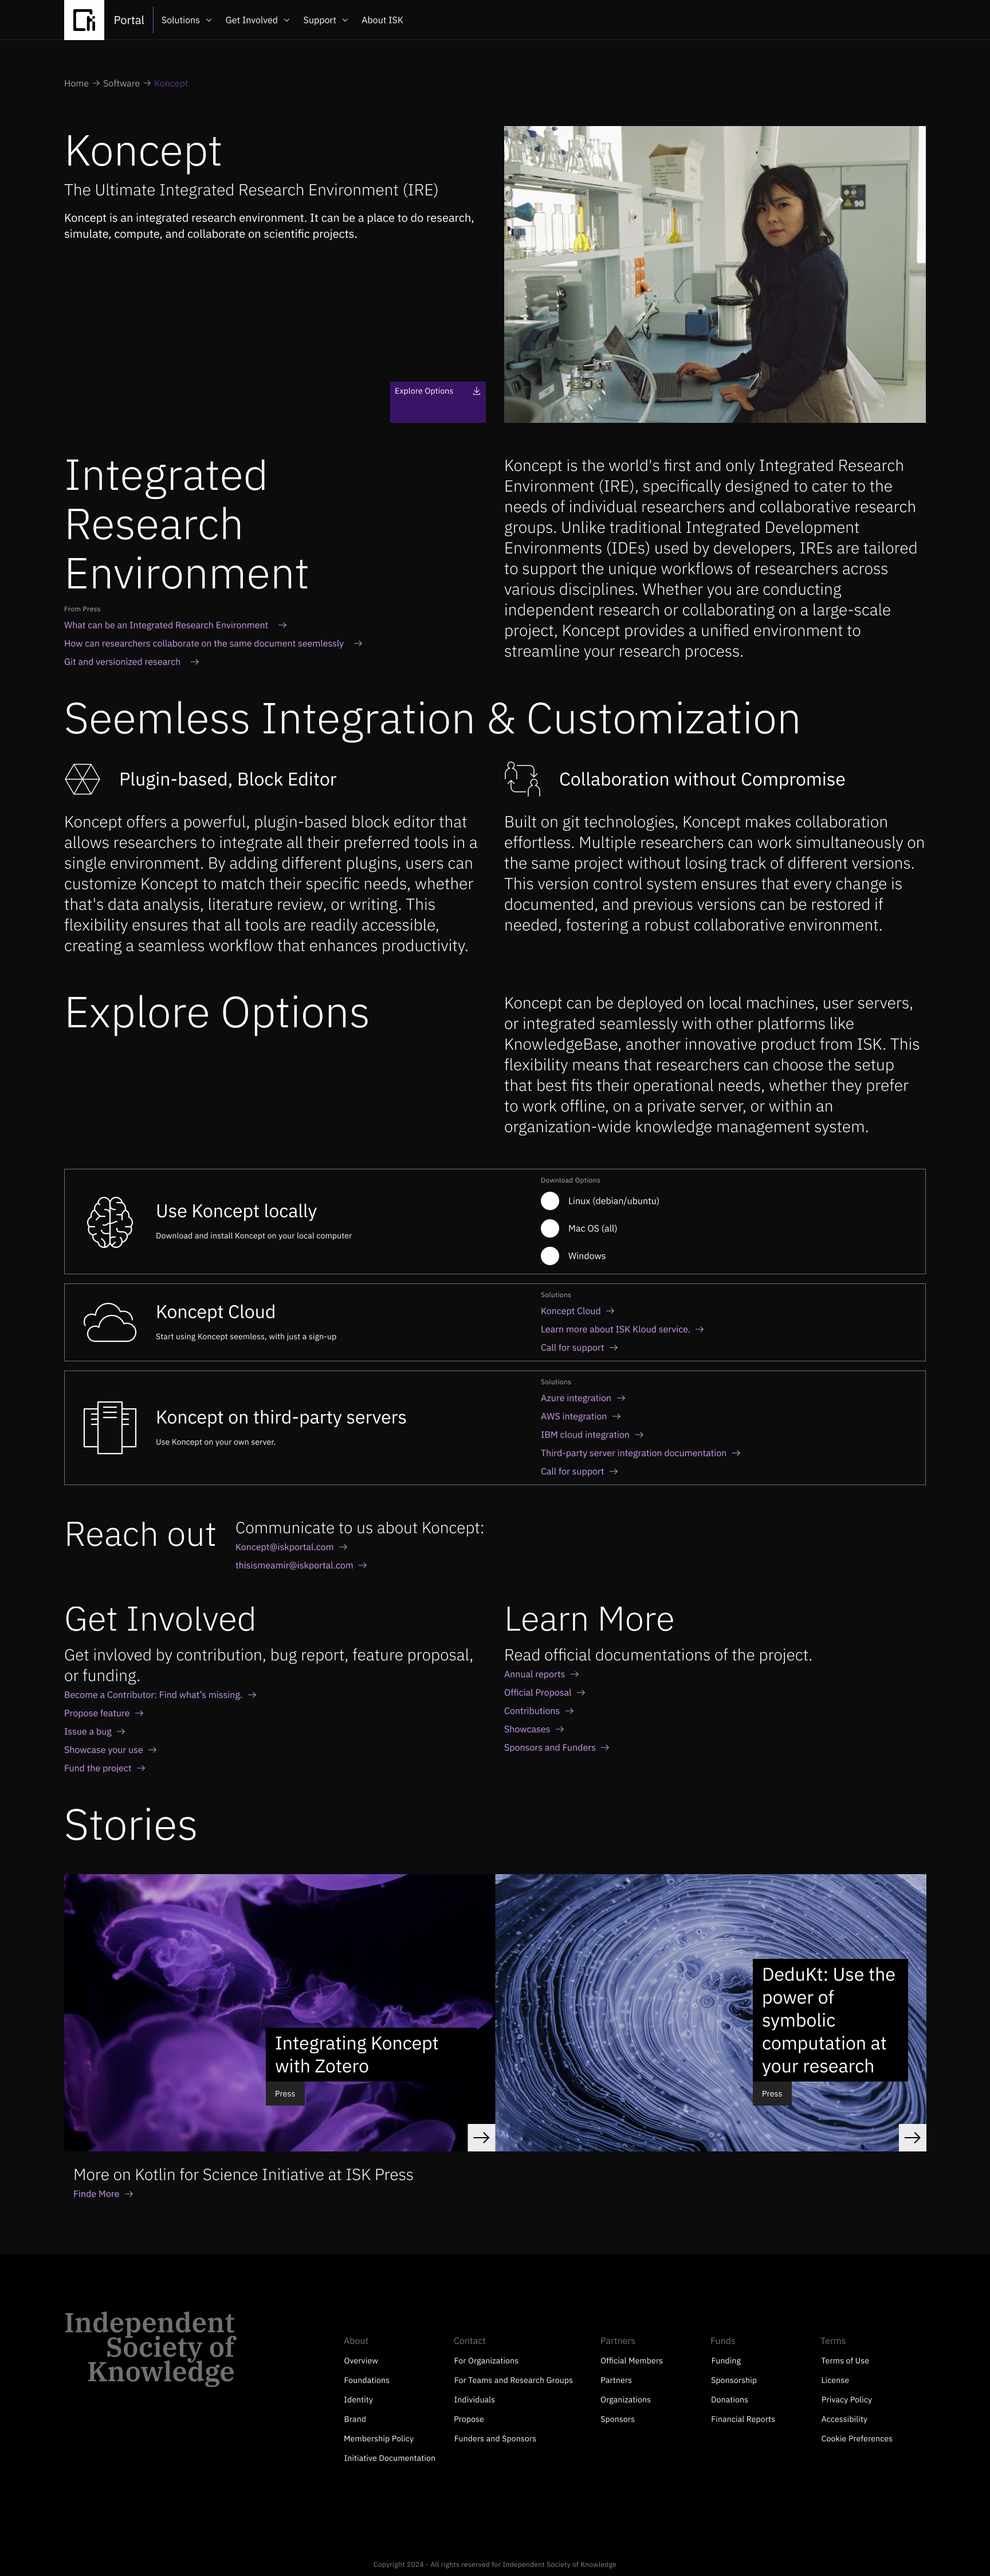 Portal
Solutions
Get Involved
Support
About ISK
Home → Software → Koncept
Koncept
The Ultimate Integrated Research Environment (IRE)
Koncept is an integrated research environment. It can be a place to do research,
simulate, compute, and collaborate on scientific projects.
Explore Options
Integrated
Research
Environment
From Press
What can be an Integrated Research Environment →
How can researchers collaborate on the same document seemlessly →
Git and versionized research →
Koncept is the world's first and only Integrated Research
Environment (IRE), specifically designed to cater to the
needs of individual researchers and collaborative research
groups. Unlike traditional Integrated Development
Environments (IDEs) used by developers, IREs are tailored
to support the unique workflows of researchers across
various disciplines. Whether you are conducting
independent research or collaborating on a large-scale
project, Koncept provides a unified environment to
streamline your research process.
Seemless Integration & Customization
Plugin-based, Block Editor
Koncept offers a powerful, plugin-based block editor that
allows researchers to integrate all their preferred tools in a
single environment. By adding different plugins, users can
customize Koncept to match their specific needs, whether
that's data analysis, literature review, or writing. This
flexibility ensures that all tools are readily accessible,
creating a seamless workflow that enhances productivity.
Collaboration without Compromise
Built on git technologies, Koncept makes collaboration
effortless. Multiple researchers can work simultaneously on
the same project without losing track of different versions.
This version control system ensures that every change is
documented, and previous versions can be restored if
needed, fostering a robust collaborative environment.
Explore Options
Koncept can be deployed on local machines, user servers,
or integrated seamlessly with other platforms like
KnowledgeBase, another innovative product from ISK. This
flexibility means that researchers can choose the setup
that best fits their operational needs, whether they prefer
to work offline, on a private server, or within an
organization-wide knowledge management system.
Use Koncept locally
Download and install Koncept on your local computer
Download Options
Linux (debian/ubuntu)
Mac OS (all)
Windows
Koncept Cloud
Start using Koncept seemless, with just a sign-up
Solutions
Koncept Cloud →
Learn more about ISK Kloud service. →
Call for support →
Koncept on third-party servers
Use Koncept on your own server.
Solutions
Azure integration →
AWS integration →
IBM cloud integration →
Third-party server integration documentation →
Call for support →
Reach out
Communicate to us about Koncept:
Koncept@iskportal.com →
thisismeamir@iskportal.com →
Get Involved
Get invloved by contribution, bug report, feature proposal,
or funding.
Become a Contributor: Find what's missing. →
Propose feature →
Issue a bug →
Showcase your use →
Fund the project →
Learn More
Read official documentations of the project.
Annual reports →
Official Proposal →
Contributions →
Showcases →
Sponsors and Funders →
Stories
Integrating Koncept
with Zotero
Press
DeduKt: Use the
power of
symbolic
computation at
your research
Press
More on Kotlin for Science Initiative at ISK Press
Finde More →
Independent
Society of
Knowledge
About
Overview
Foundations
Identity
Brand
Membership Policy
Initiative Documentation
Contact
For Organizations
For Teams and Research Groups
Individuals
Propose
Funders and Sponsors
Partners
Official Members
Partners
Organizations
Sponsors
Funds
Funding
Sponsorship
Donations
Financial Reports
Terms
Terms of Use
License
Privacy Policy
Accessibility
Cookie Preferences
Copyright 2024 - All rights reserved for Independent Society of Knowledge